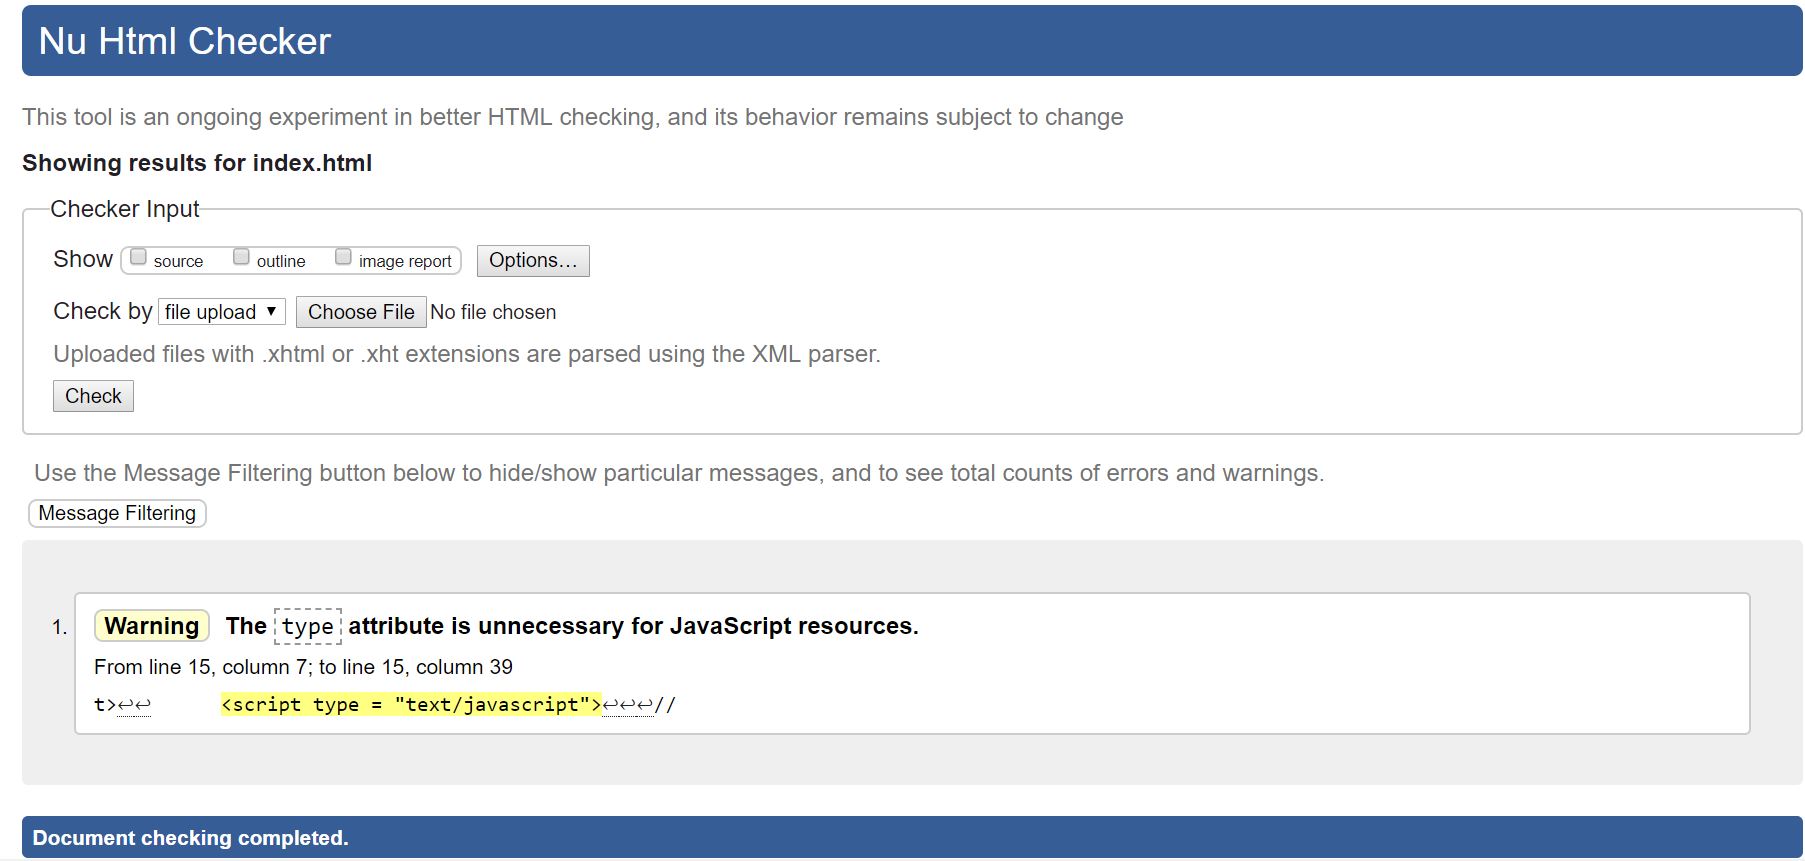 Nu Html Checker
This tool is an ongoing experiment in better HTML checking, and its behavior remains subject to change
Showing results for index.html
Checker Input
Show source outline image report Options...
Check by file upload ▼ Choose File No file chosen
Uploaded files with .xhtml or .xht extensions are parsed using the XML parser.
Check
Use the Message Filtering button below to hide/show particular messages, and to see total counts of errors and warnings.
Message Filtering
1. Warning The type attribute is unnecessary for JavaScript resources.
From line 15, column 7; to line 15, column 39
t>↩↩      <script type = "text/javascript">↩↩↩//
Document checking completed.